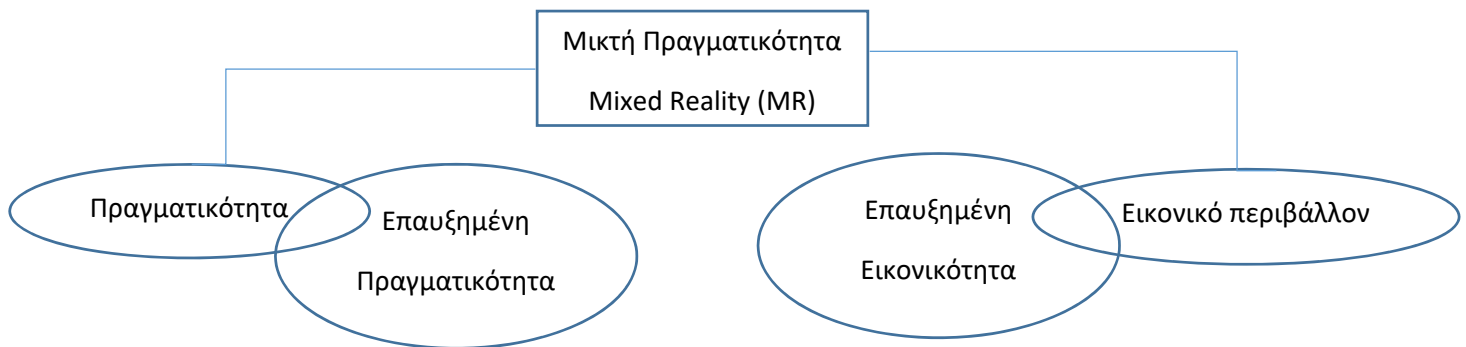 Μικτή Πραγματικότητα
Mixed Reality (MR)
Πραγματικότητα
Επαυξημένη
Πραγματικότητα
Επαυξημένη
Εικονικότητα
Εικονικό περιβάλλον